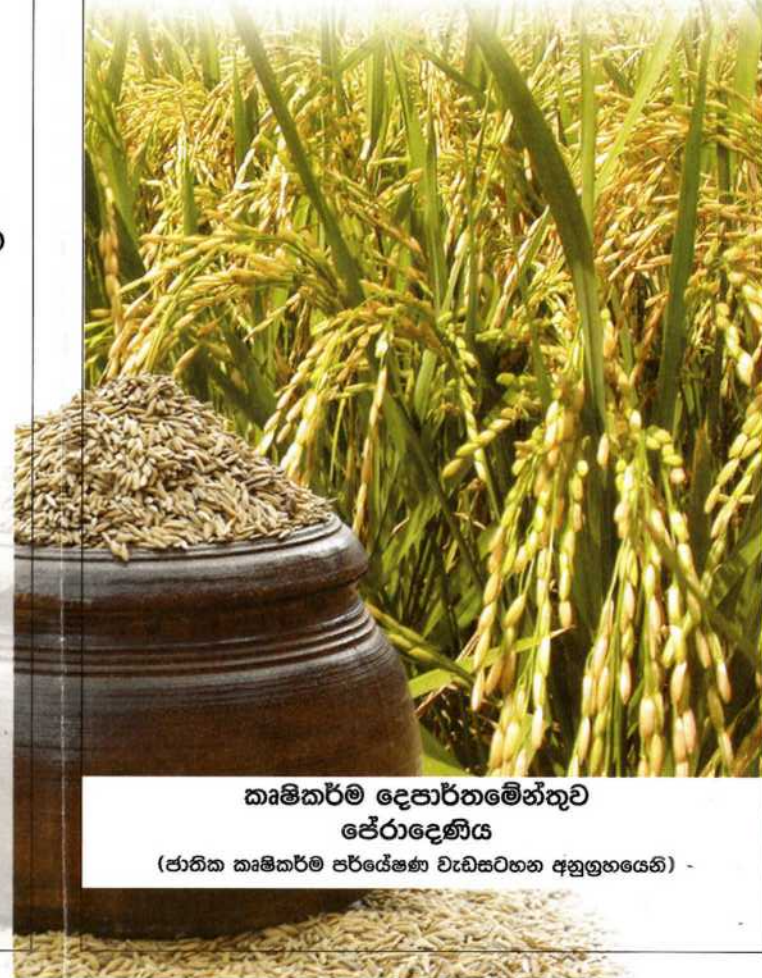 කෘෂිකර්ම දෙපාර්තමේන්තුව
පේරාදෙණිය
(ජාතික කෘෂිකර්ම පර්යේෂණ වැඩසටහන අනුග්‍රහයෙනි)